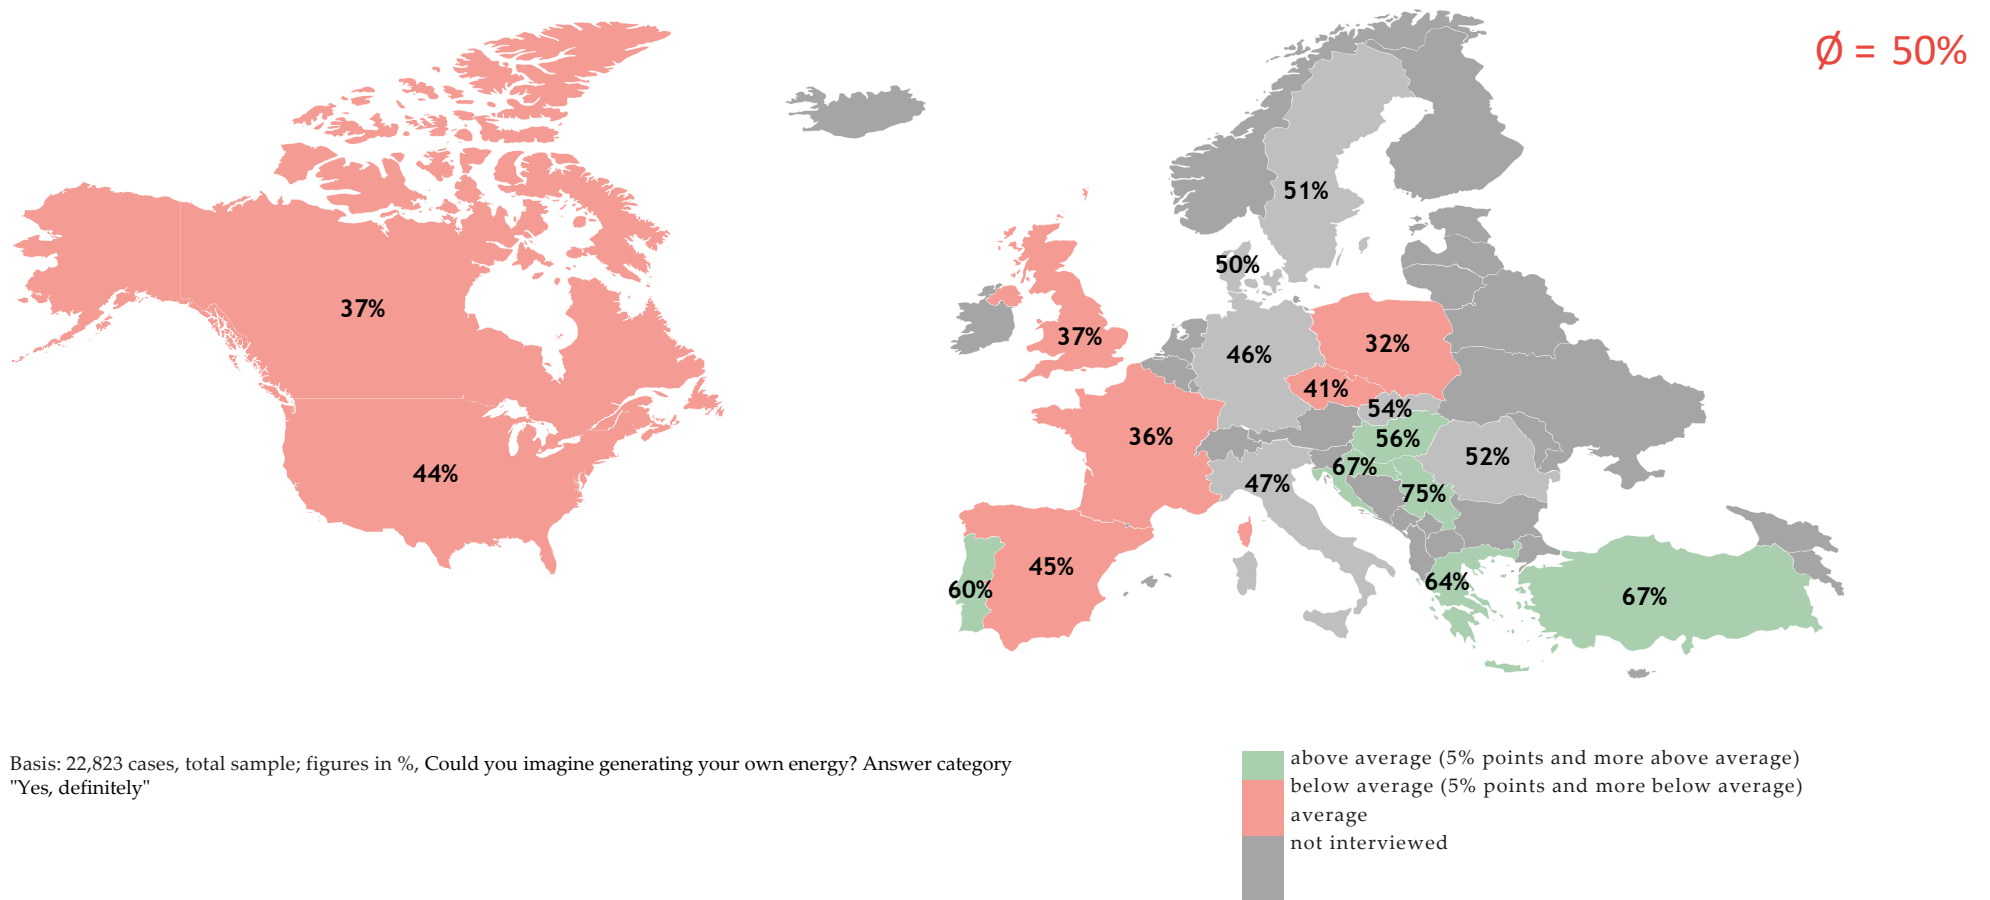 Ø = 50%
51%
50%
37%
37%
46%
32%
41%
54%
36%
56%
52%
67%
44%
47%
75%
45%
64%
60%
67%
Basis: 22,823 cases, total sample; figures in %, Could you imagine generating your own energy? Answer category
"Yes, definitely"
above average (5% points and more above average)
below average (5% points and more below average)
average
not interviewed